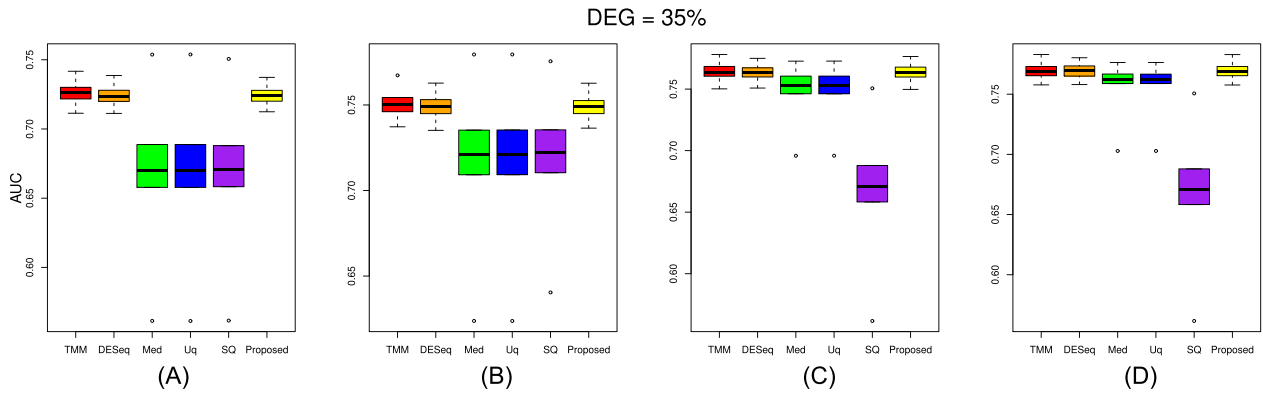 DEG = 35%
AUC
0.75
0.70
0.65
0.60
TMM DESeq Med Uq SQ Proposed
(A)
0.75
0.70
0.65
TMM DESeq Med Uq SQ Proposed
(B)
0.75
0.70
0.65
0.60
TMM DESeq Med Uq SQ Proposed
(C)
0.75
0.70
0.65
0.60
TMM DESeq Med Uq SQ Proposed
(D)